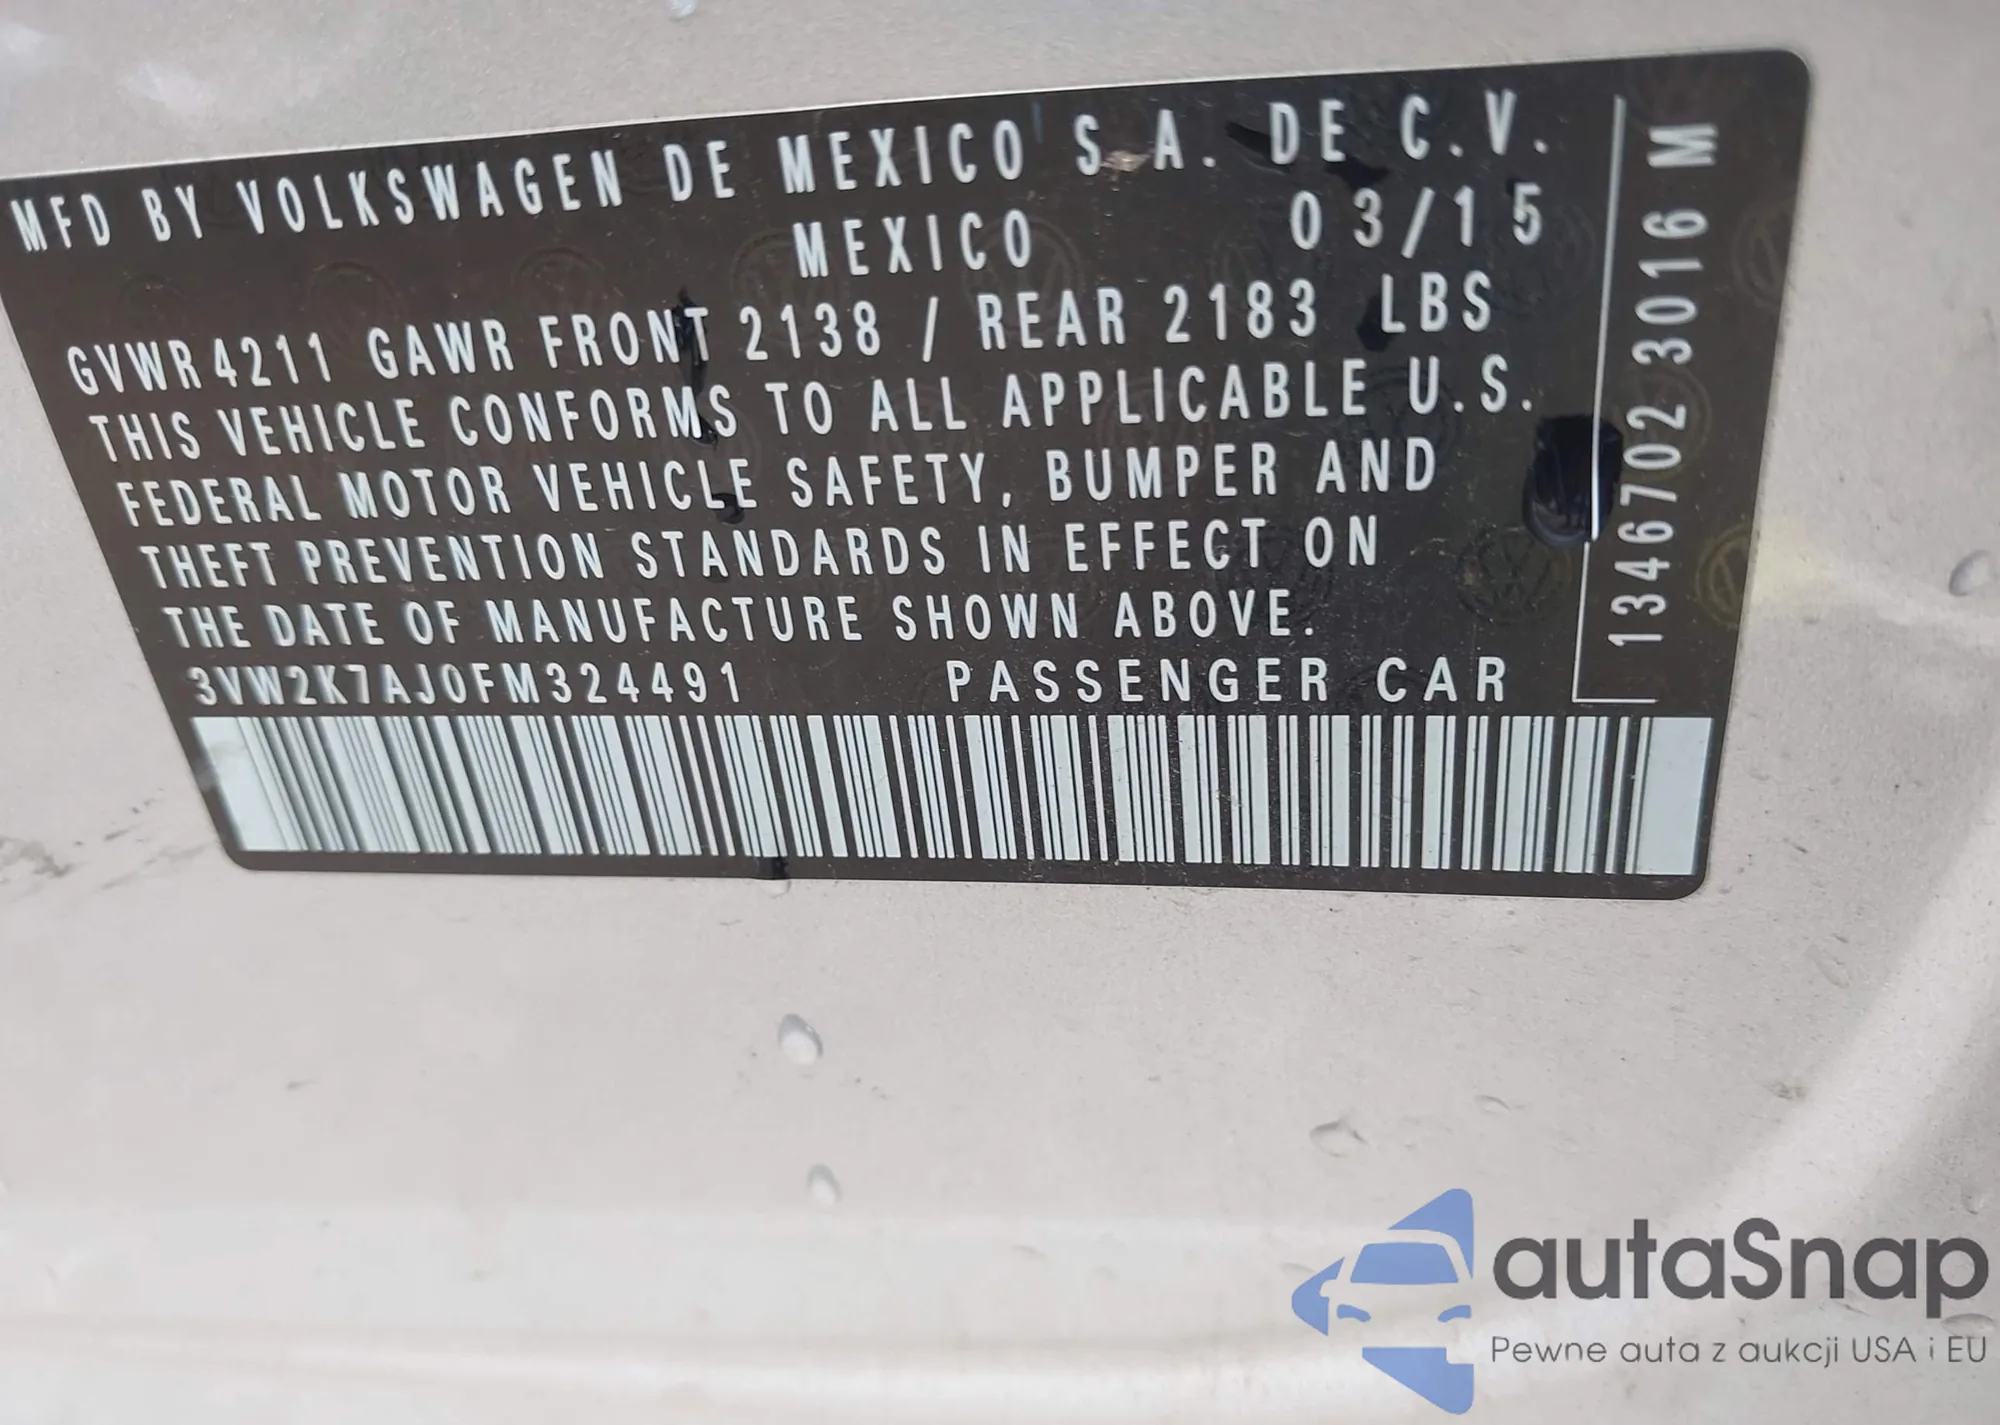 MFD BY VOLKSWAGEN DE MEXICO S.A. DE C.V.
MEXICO 03/15
GVWR 4211 GAWR FRONT 2138 / REAR 2183 LBS
THIS VEHICLE CONFORMS TO ALL APPLICABLE U.S.
FEDERAL MOTOR VEHICLE SAFETY, BUMPER AND
THEFT PREVENTION STANDARDS IN EFFECT ON
THE DATE OF MANUFACTURE SHOWN ABOVE.
3VW2K7AJ0FM324491 PASSENGER CAR
1346702 3016 M
autaSnap
Pewne auta z aukcji USA i EU